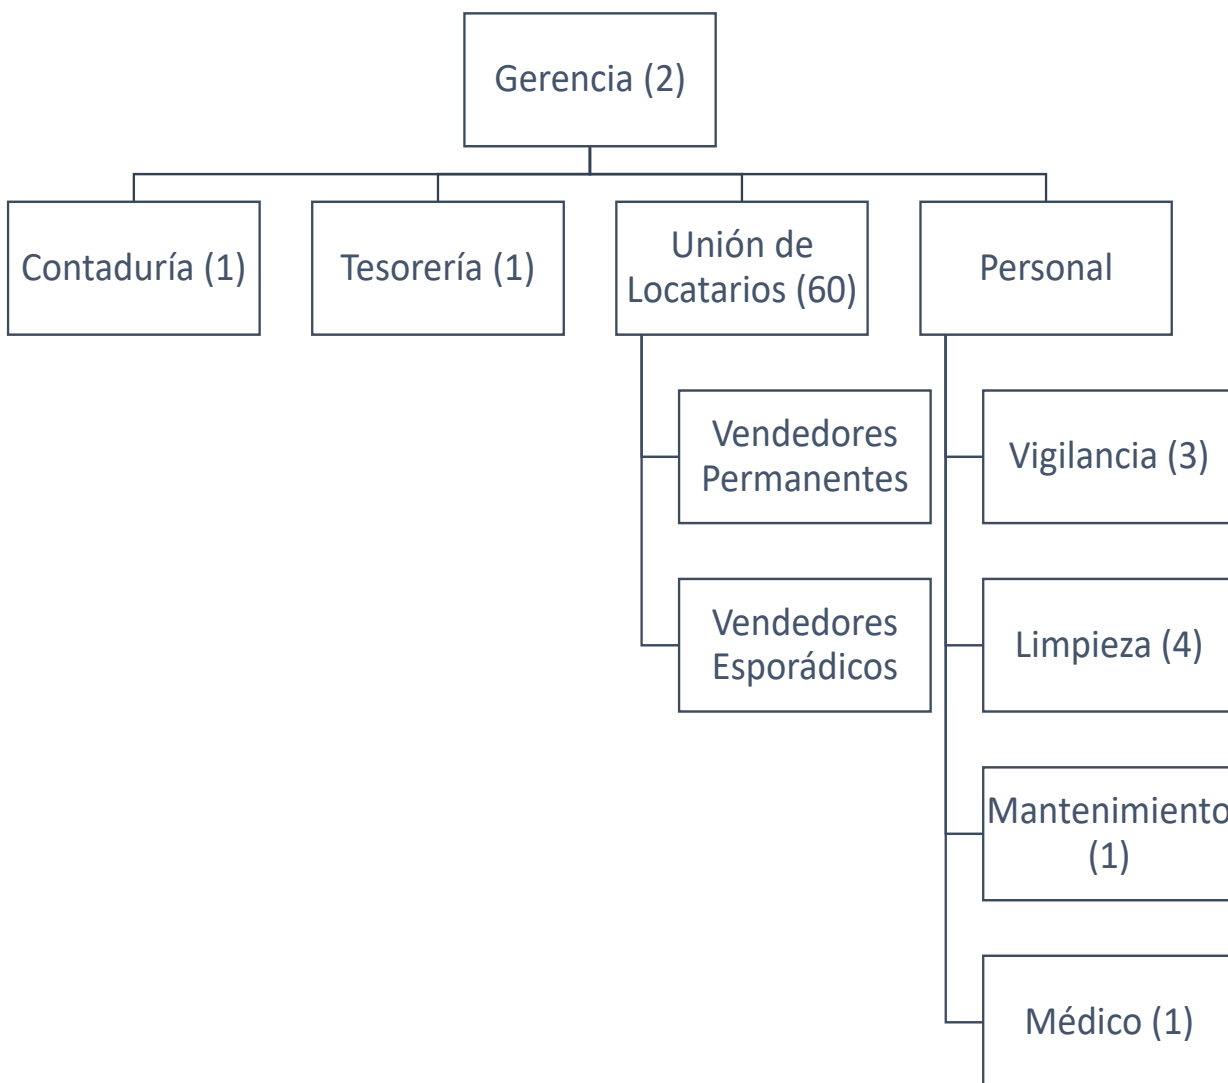 Gerencia (2)
Contaduría (1)
Tesorería (1)
Unión de
Locatarios (60)
Personal
Vendedores
Permanentes
Vendedores
Esporádicos
Vigilancia (3)
Limpieza (4)
Mantenimiento
(1)
Médico (1)